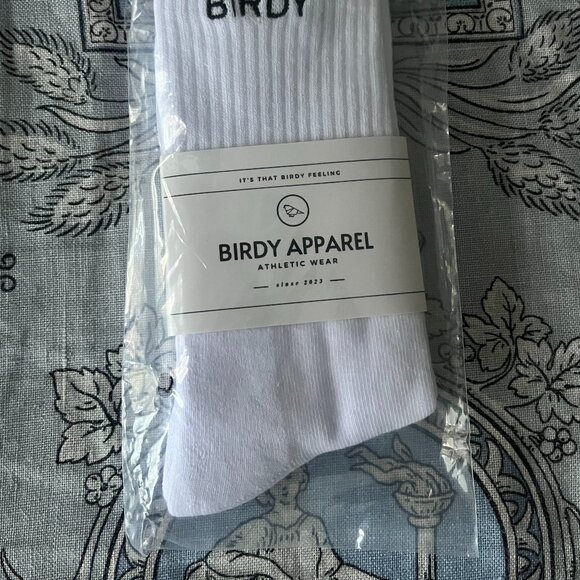 BIRDY
IT'S THAT BIRDY FEELING
BIRDY APPAREL
ATHLETIC WEAR
since 2023